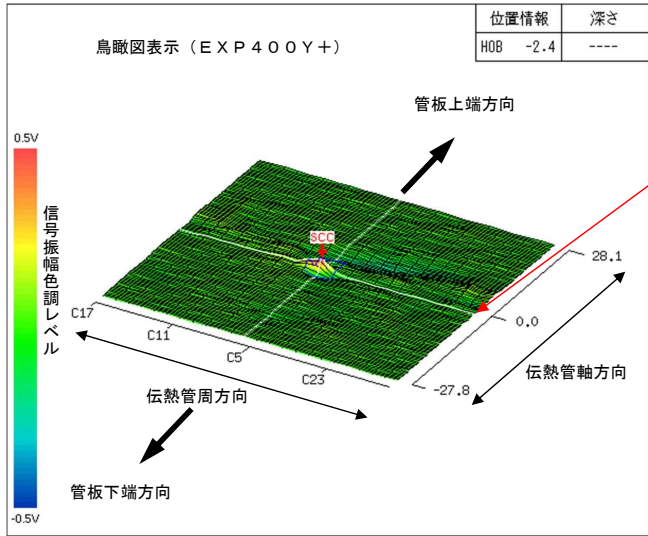 位置情報 深さ
HOB -2.4 ----
鳥瞰図表示（ＥＸＰ４００Ｙ＋）
管板上端方向
0.5V
信号振幅色調レベル
-0.5V
SCC
28.1
0.0
-27.8
C17
C11
C5
C23
伝熱管軸方向
伝熱管周方向
管板下端方向